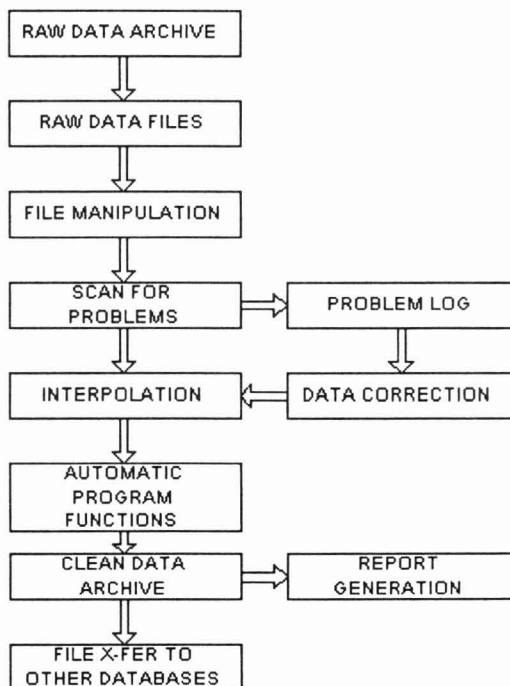 RAW DATA ARCHIVE
RAW DATA FILES
FILE MANIPULATION
SCAN FOR
PROBLEMS
PROBLEM LOG
INTERPOLATION
DATA CORRECTION
AUTOMATIC
PROGRAM
FUNCTIONS
CLEAN DATA
ARCHIVE
REPORT
GENERATION
FILE X-FER TO
OTHER DATABASES